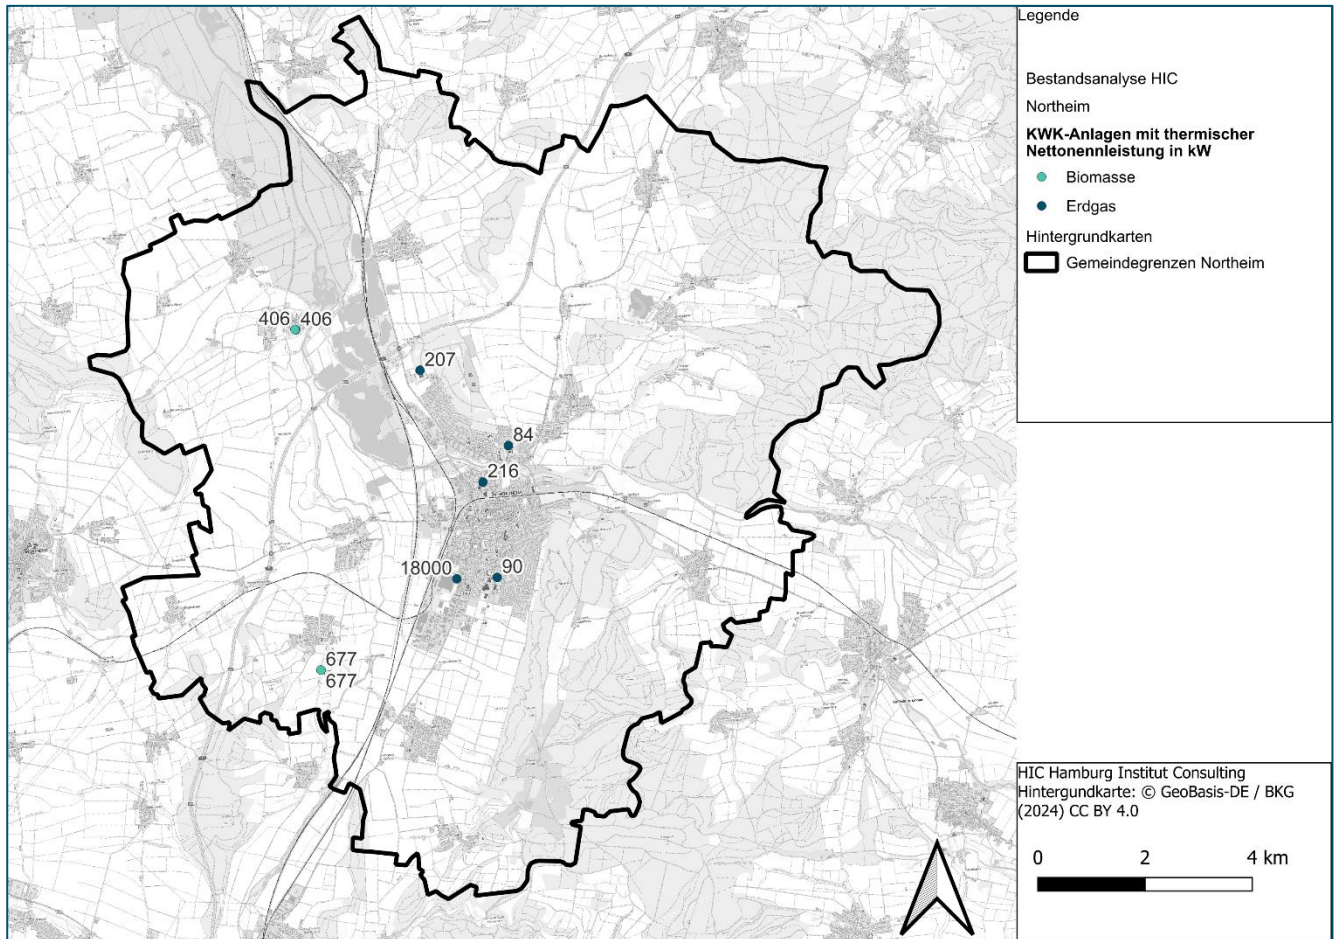 Legende
Bestandsanalyse HIC
Northeim
KWK-Anlagen mit thermischer
Nettonennleistung in kW
Biomasse
Erdgas
Hintergrundkarten
Gemeindegrenzen Northeim
406 406
207
84
216
18000
90
677
677
HIC Hamburg Institut Consulting
Hintergundkarte: © GeoBasis-DE / BKG
(2024) CC BY 4.0
0 2 4 km